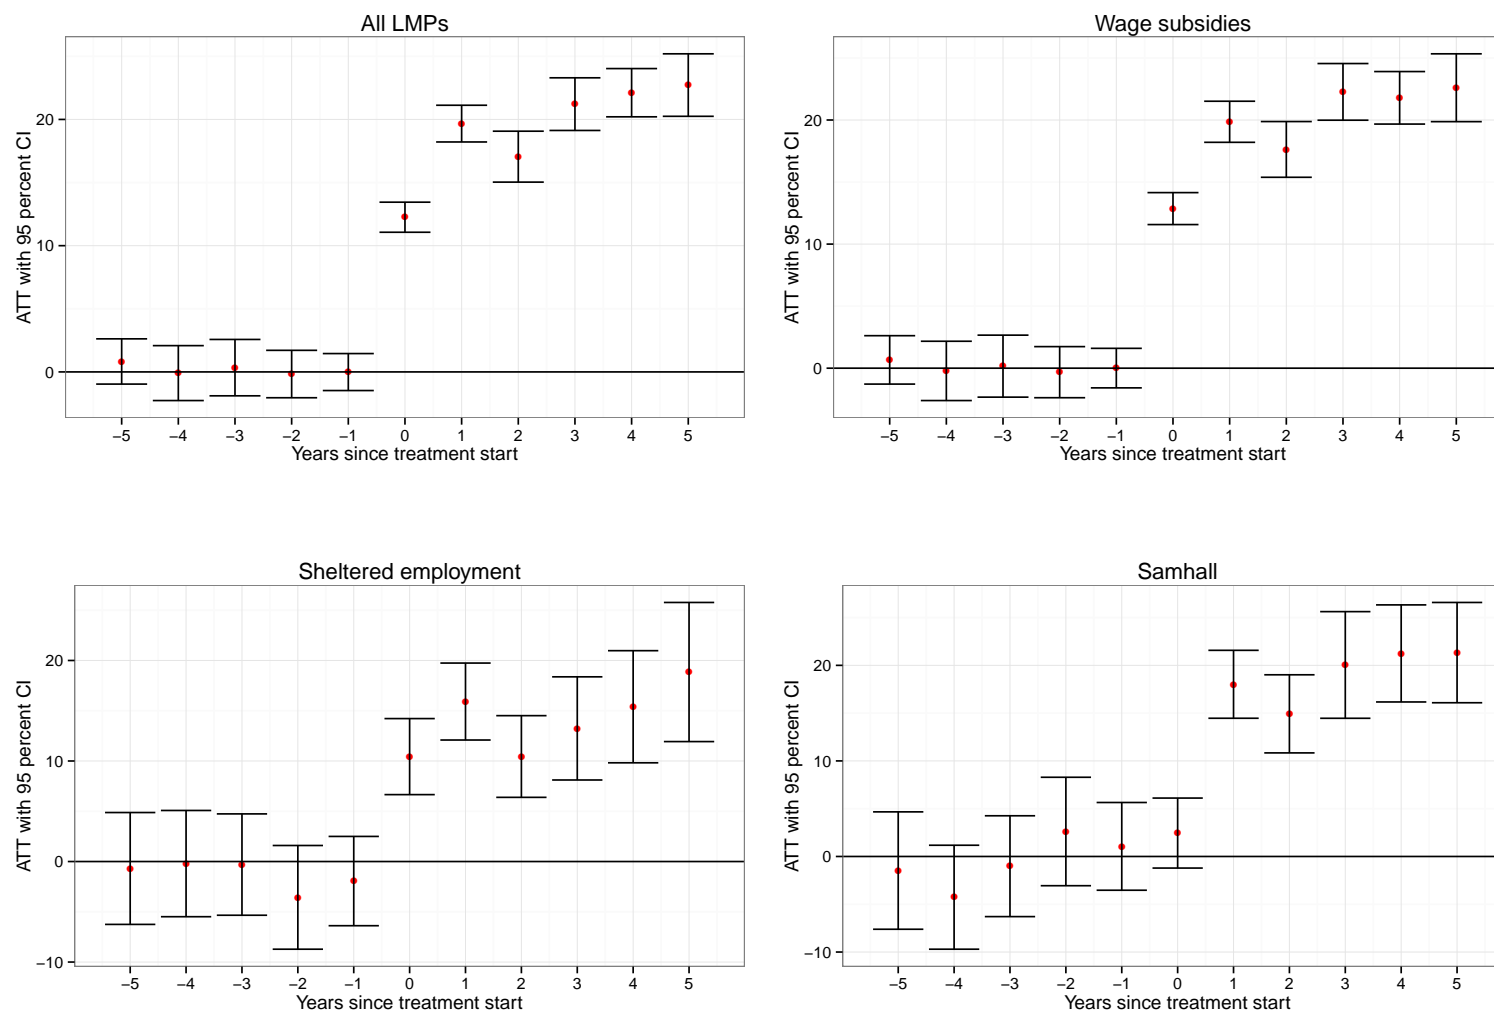 All LMPs
ATT with 95 percent CI
20
10
0
−5 −4 −3 −2 −1 0 1 2 3 4 5
Years since treatment start
Wage subsidies
ATT with 95 percent CI
20
10
0
−5 −4 −3 −2 −1 0 1 2 3 4 5
Years since treatment start
Sheltered employment
ATT with 95 percent CI
20
10
0
−10
−5 −4 −3 −2 −1 0 1 2 3 4 5
Years since treatment start
Samhall
ATT with 95 percent CI
20
10
0
−10
−5 −4 −3 −2 −1 0 1 2 3 4 5
Years since treatment start